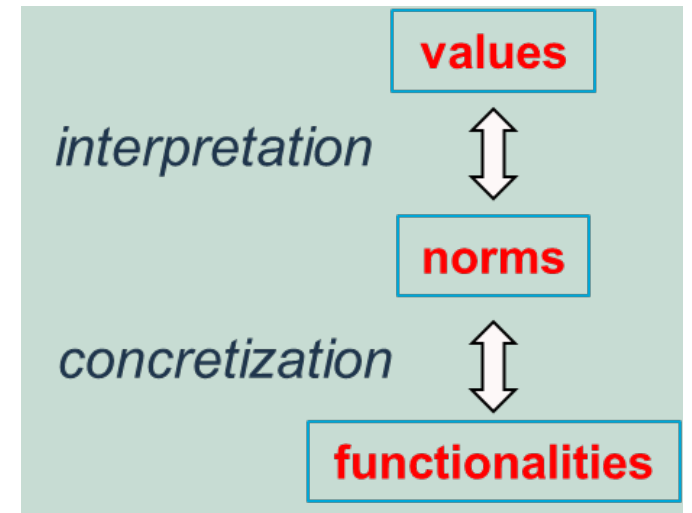 values
interpretation
norms
concretization
functionalities